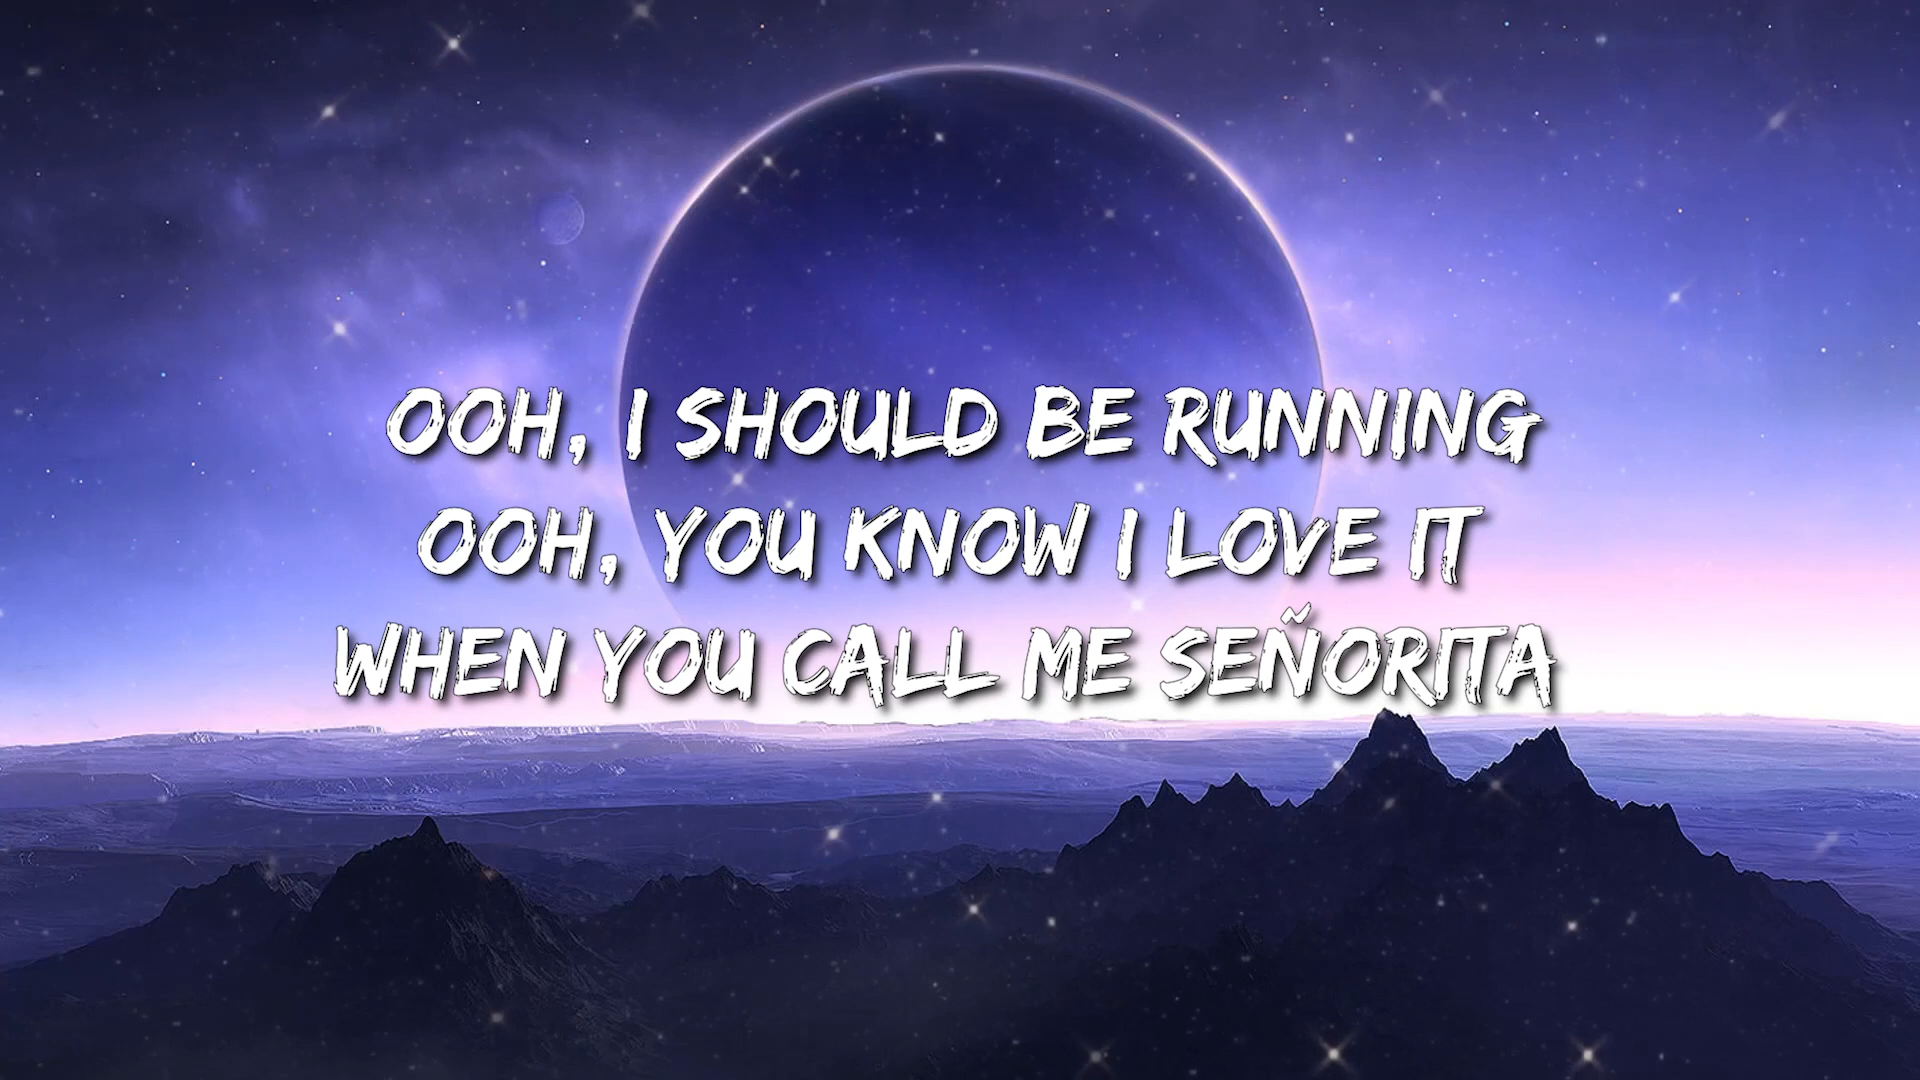 OOH, I SHOULD BE RUNNING
OOH, YOU KNOW I LOVE IT
WHEN YOU CALL ME SEÑORITA